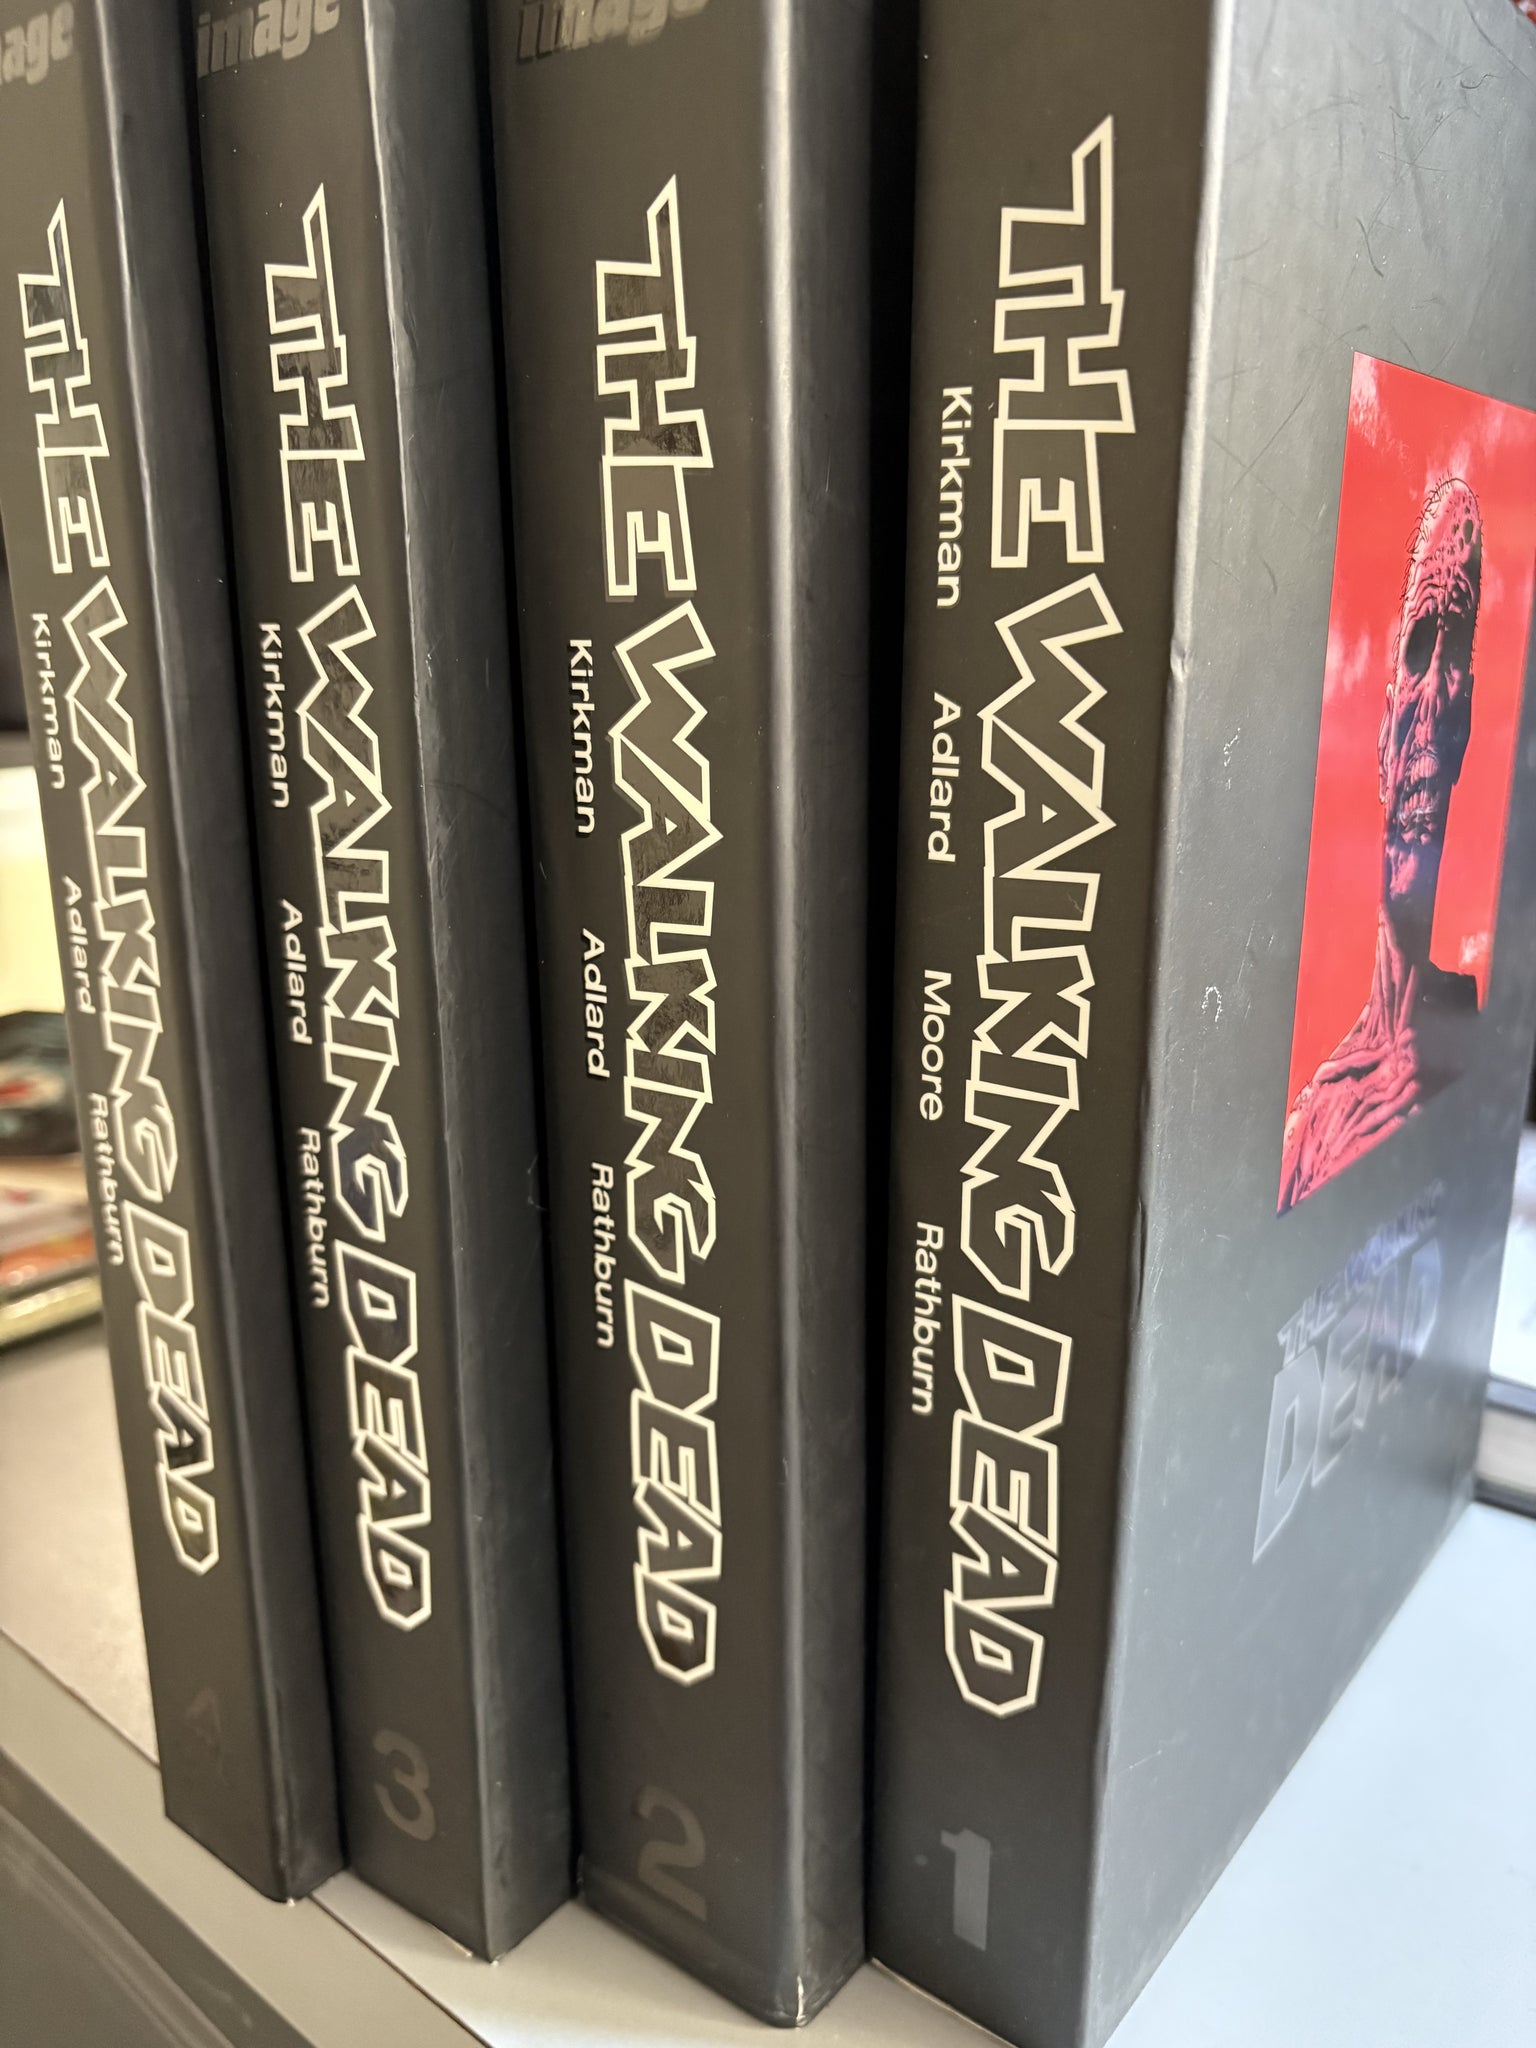 image
THE WALKING DEAD
Kirkman Adlard Rathburn
4
image
THE WALKING DEAD
Kirkman Adlard Rathburn
3
image
THE WALKING DEAD
Kirkman Adlard Rathburn
2
THE WALKING DEAD
Kirkman Adlard Moore Rathburn
1
THE WALKING
DEAD